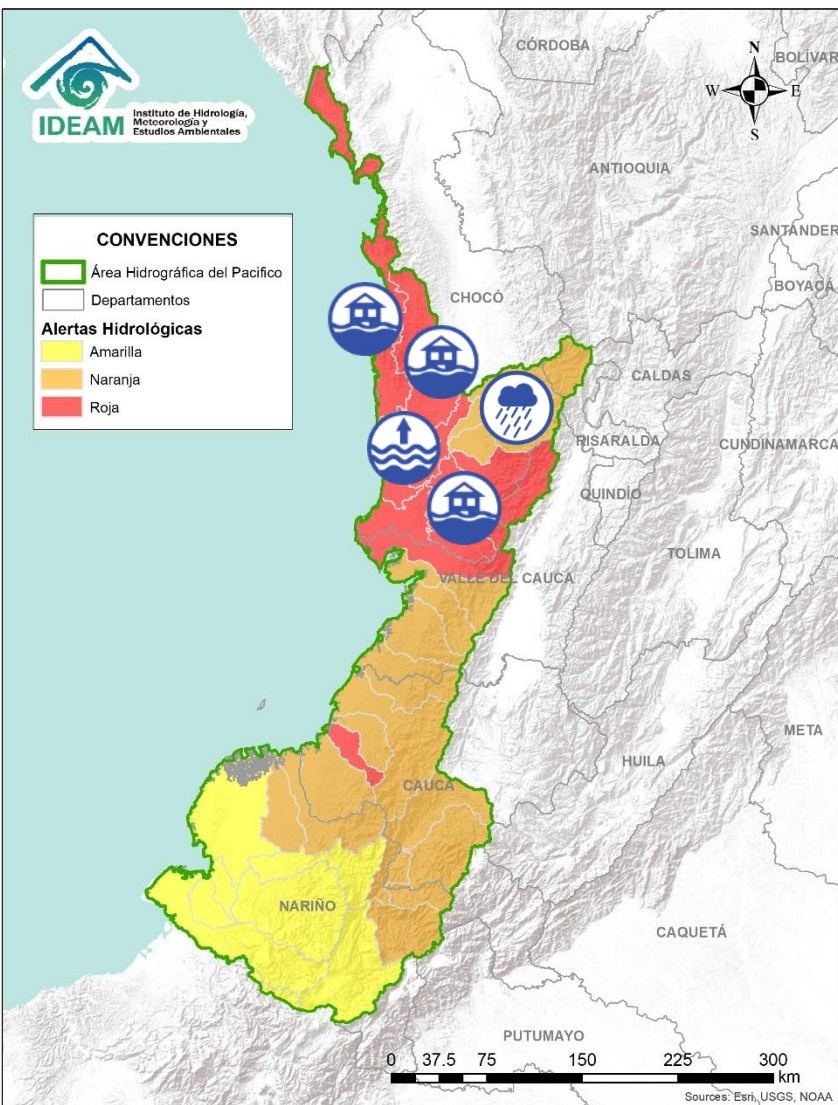 IDEAM
Instituto de Hidrología,
Meteorología y
Estudios Ambientales
CÓRDOBA
BOLÍVAR
N
W
E
S
ANTIOQUIA
SANTANDER
BOYACÁ
CONVENCIONES
Área Hidrográfica del Pacifico
Departamentos
Alertas Hidrológicas
Amarilla
Naranja
Roja
CHOCÓ
CALDAS
RISARALDA
CUNDINAMARCA
QUINDÍO
TOLIMA
VALLE DEL CAUCA
META
HUILA
CAUCA
NARIÑO
CAQUETÁ
PUTUMAYO
0 37.5 75 150 225 300
km
Sources: Esri, USGS, NOAA